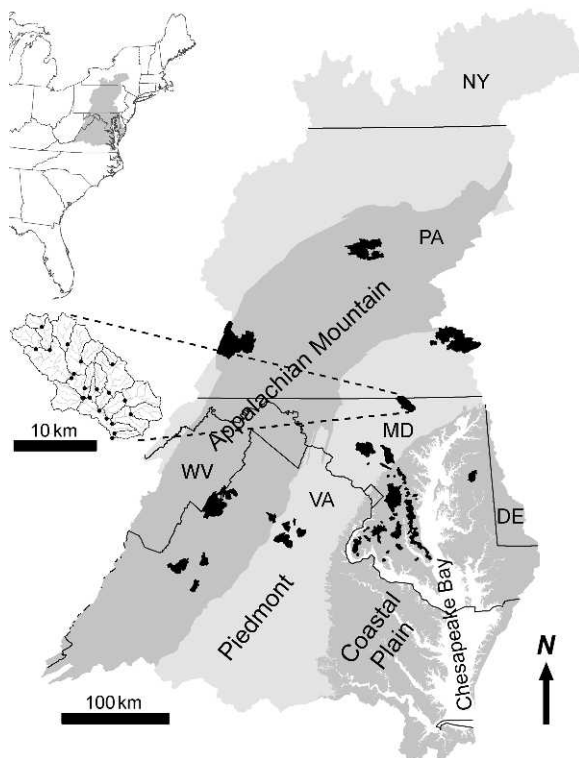 NY
PA
Appalachian Mountain
10 km
MD
WV
VA
DE
Piedmont
Coastal
Plain
Chesapeake Bay
N
100 km